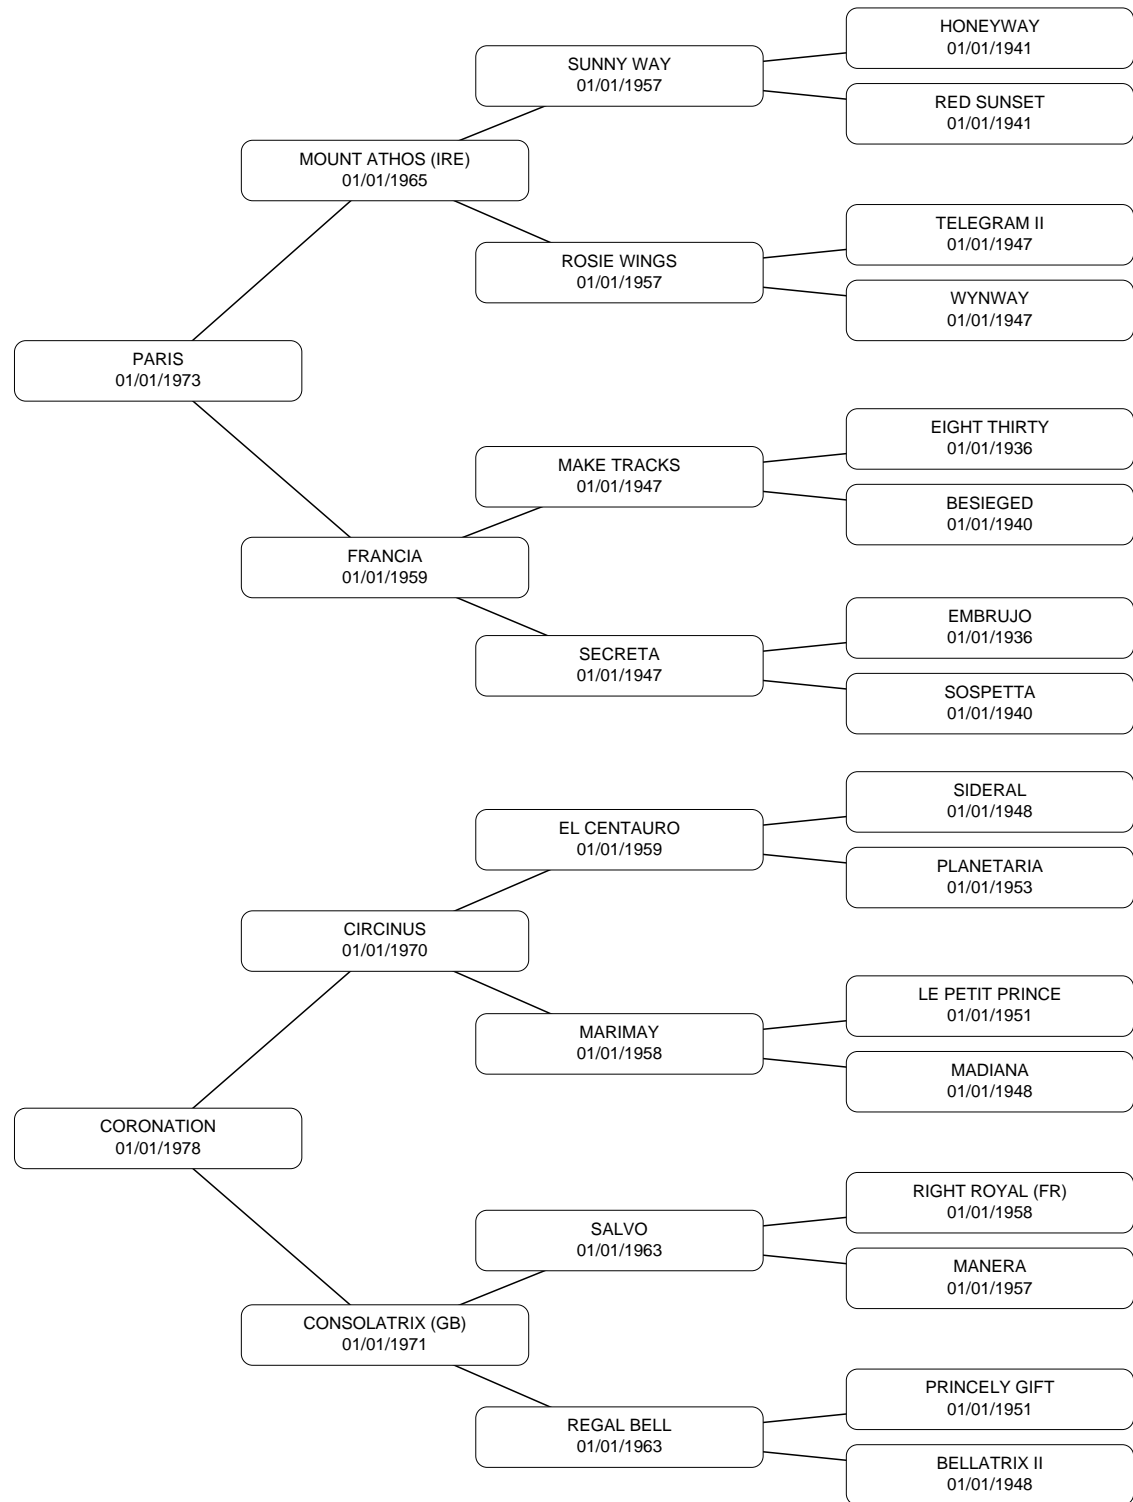 HONEYWAY
01/01/1941
SUNNY WAY
01/01/1957
RED SUNSET
01/01/1941
MOUNT ATHOS (IRE)
01/01/1965
TELEGRAM II
01/01/1947
ROSIE WINGS
01/01/1957
WYNWAY
01/01/1947
PARIS
01/01/1973
EIGHT THIRTY
01/01/1936
MAKE TRACKS
01/01/1947
BESIEGED
01/01/1940
FRANCIA
01/01/1959
EMBRUJO
01/01/1936
SECRETA
01/01/1947
SOSPETTA
01/01/1940
SIDERAL
01/01/1948
EL CENTAURO
01/01/1959
PLANETARIA
01/01/1953
CIRCINUS
01/01/1970
LE PETIT PRINCE
01/01/1951
MARIMAY
01/01/1958
MADIANA
01/01/1948
CORONATION
01/01/1978
RIGHT ROYAL (FR)
01/01/1958
SALVO
01/01/1963
MANERA
01/01/1957
CONSOLATRIX (GB)
01/01/1971
PRINCELY GIFT
01/01/1951
REGAL BELL
01/01/1963
BELLATRIX II
01/01/1948